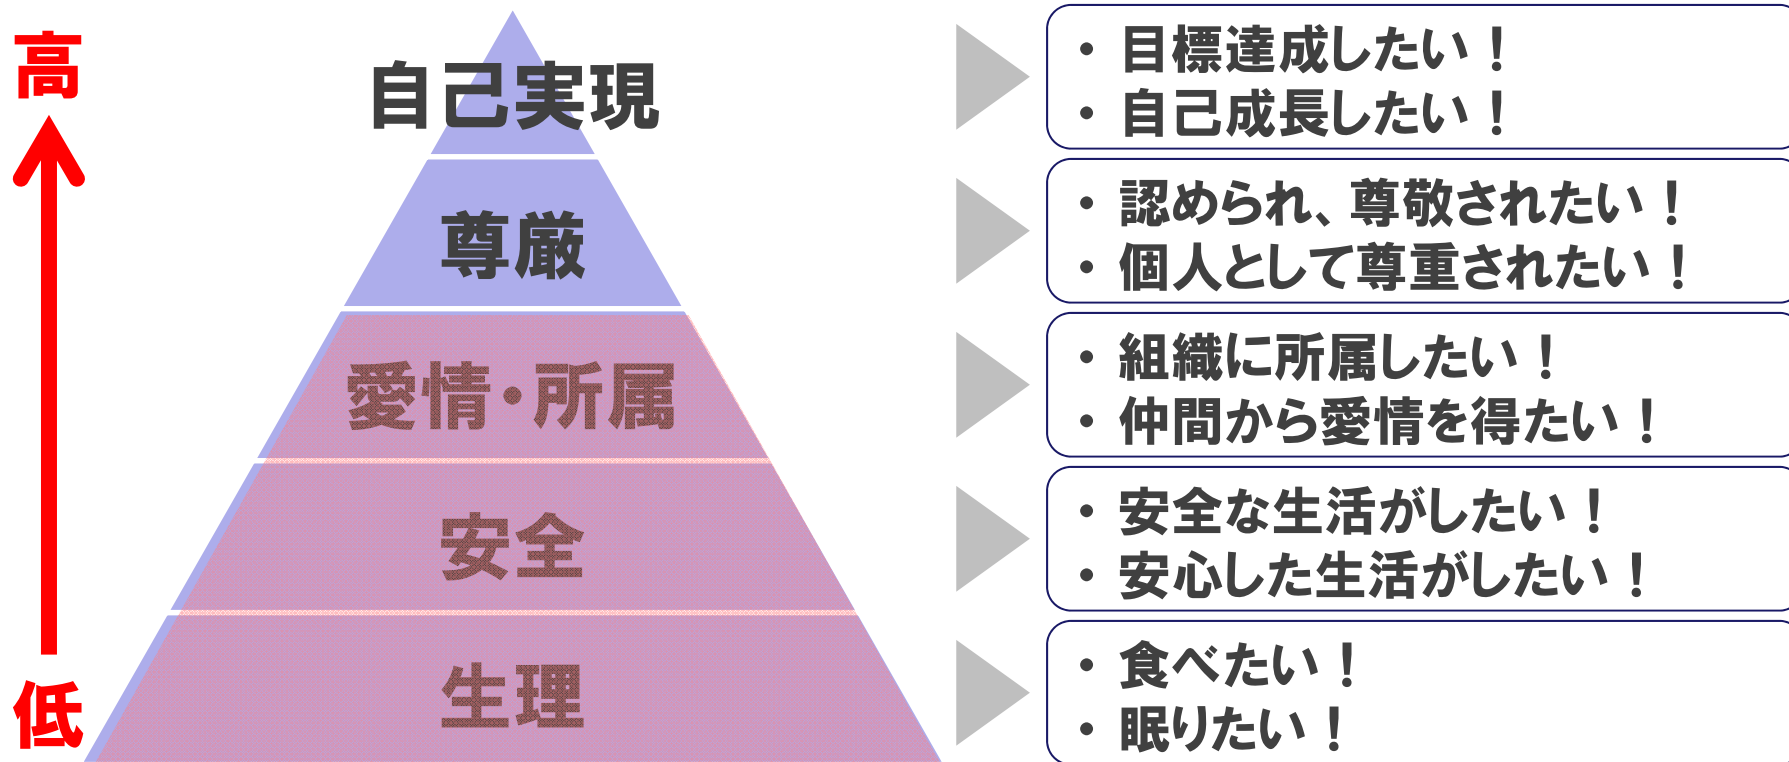 高
自己実現
・目標達成したい！
・自己成長したい！
尊厳
・認められ、尊敬されたい！
・個人として尊重されたい！
愛情・所属
・組織に所属したい！
・仲間から愛情を得たい！
安全
・安全な生活がしたい！
・安心した生活がしたい！
低
生理
・食べたい！
・眠りたい！